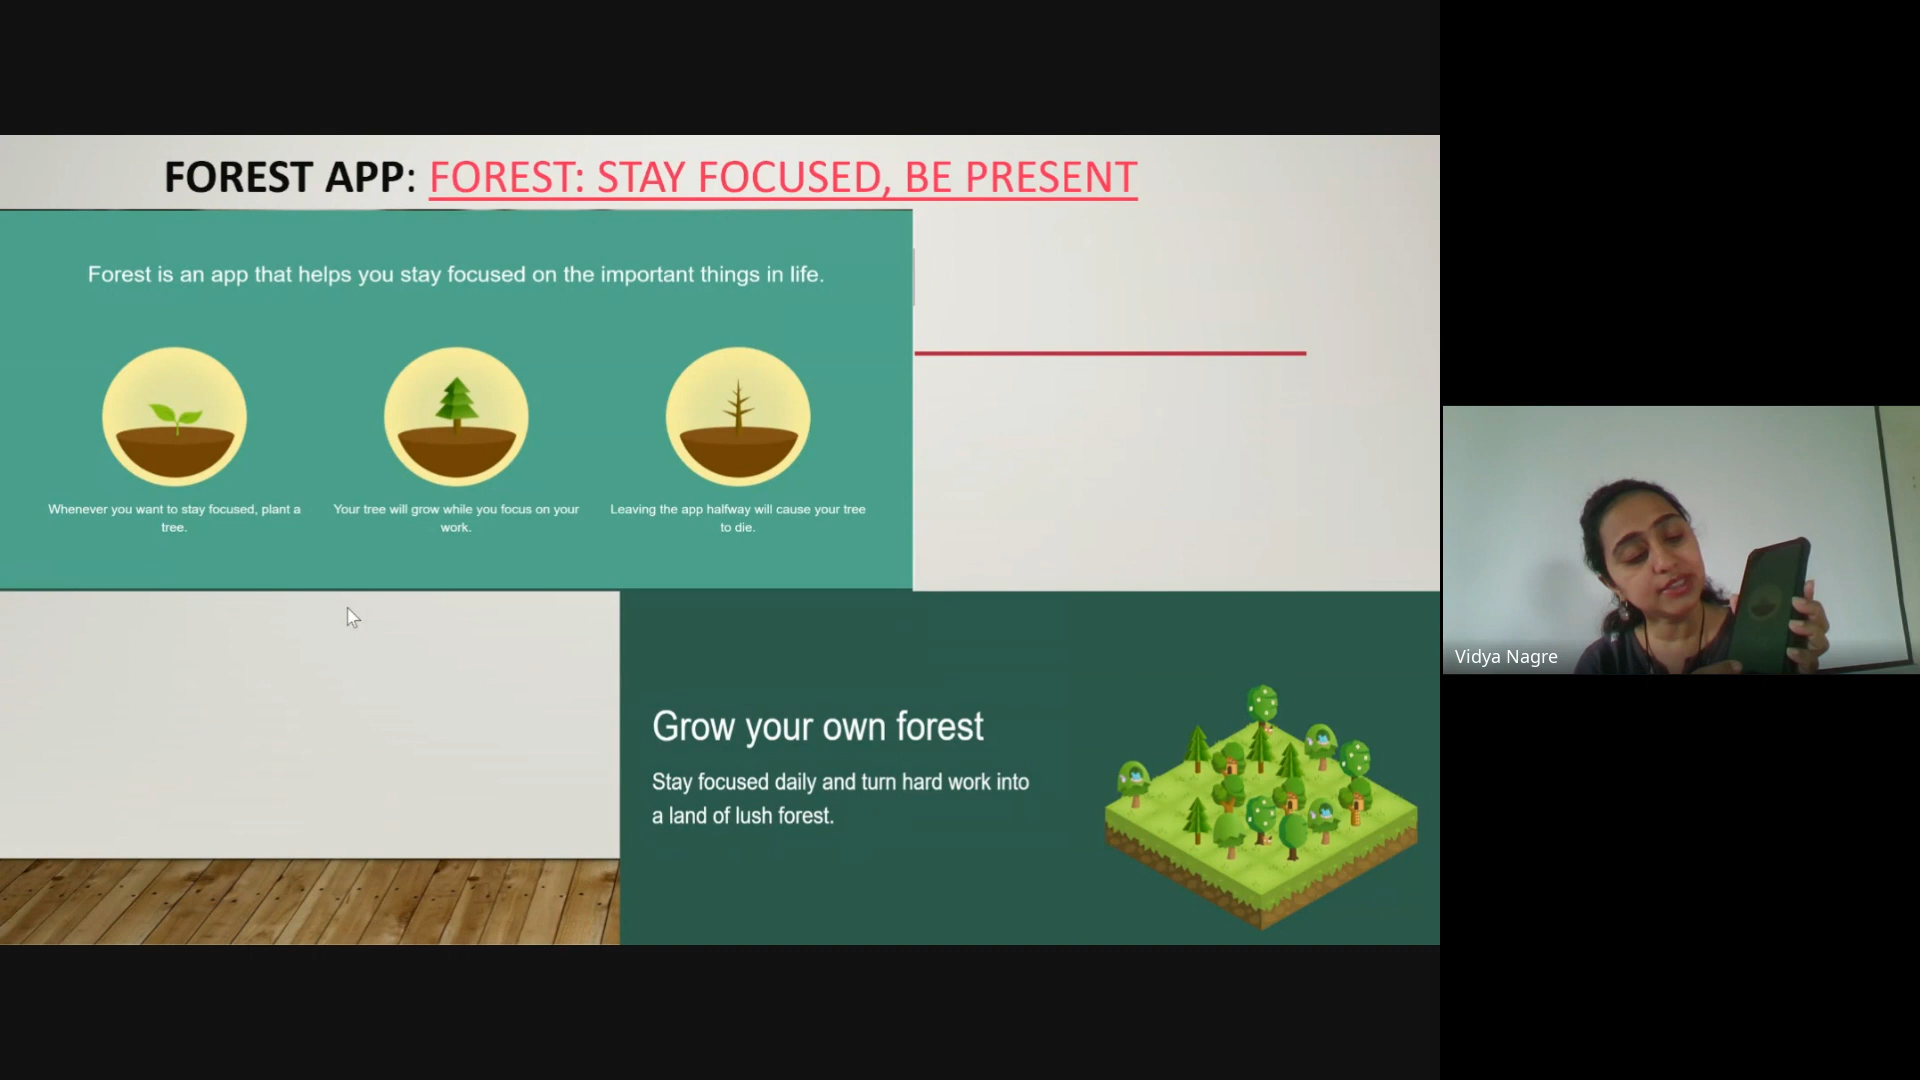 FOREST APP: FOREST: STAY FOCUSED, BE PRESENT
Forest is an app that helps you stay focused on the important things in life.
Whenever you want to stay focused, plant a
tree.
Your tree will grow while you focus on your
work.
Leaving the app halfway will cause your tree
to die.
Grow your own forest
Stay focused daily and turn hard work into
a land of lush forest.
Vidya Nagre